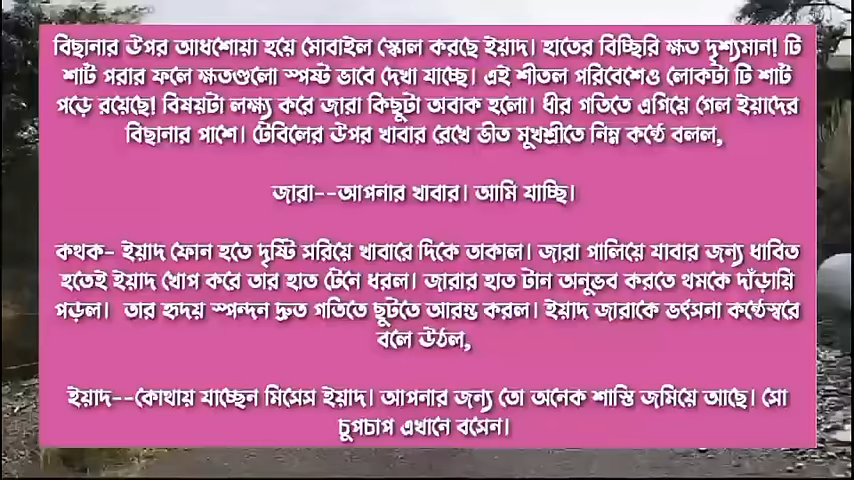 বিছানার উপর আধশোয়া হয়ে মোবাইল স্কোল করছে ইয়াদ। হাতের বিচ্ছিরি ক্ষত দৃশ্যমান! টি
শার্ট পরার ফলে ক্ষতগুলো স্পষ্ট ভাবে দেখা যাচ্ছে। এই শীতল পরিবেশেও লোকটা টি শার্ট
পড়ে রয়েছে! বিষয়টা লক্ষ্য করে জারা কিছুটা অবাক হলো। ধীর গতিতে এগিয়ে গেল ইয়াদের
বিছানার পাশে। টেবিলের উপর খাবার রেখে ভীত মুখশ্রীতে নিম্ন কন্ঠে বলল,
জারা--আপনার খাবার। আমি যাচ্ছি।
কথক- ইয়াদ ফোন হতে দৃষ্টি সরিয়ে খাবারে দিকে তাকাল। জারা পালিয়ে যাবার জন্য ধাবিত
হতেই ইয়াদ খোপ করে তার হাত টেনে ধরল। জারার হাত টান অনুভব করতে থমকে দাঁড়ায়ি
পড়ল। তার হৃদয় স্পন্দন দ্রুত গতিতে ছুটতে আরম্ভ করল। ইয়াদ জারাকে ভর্ৎসনা কন্ঠেস্বরে
বলে উঠল,
ইয়াদ--কোথায় যাচ্ছেন মিসেস ইয়াদ। আপনার জন্য তো অনেক শাস্তি জমিয়ে আছে। সো
চুপচাপ এখানে বসেন।